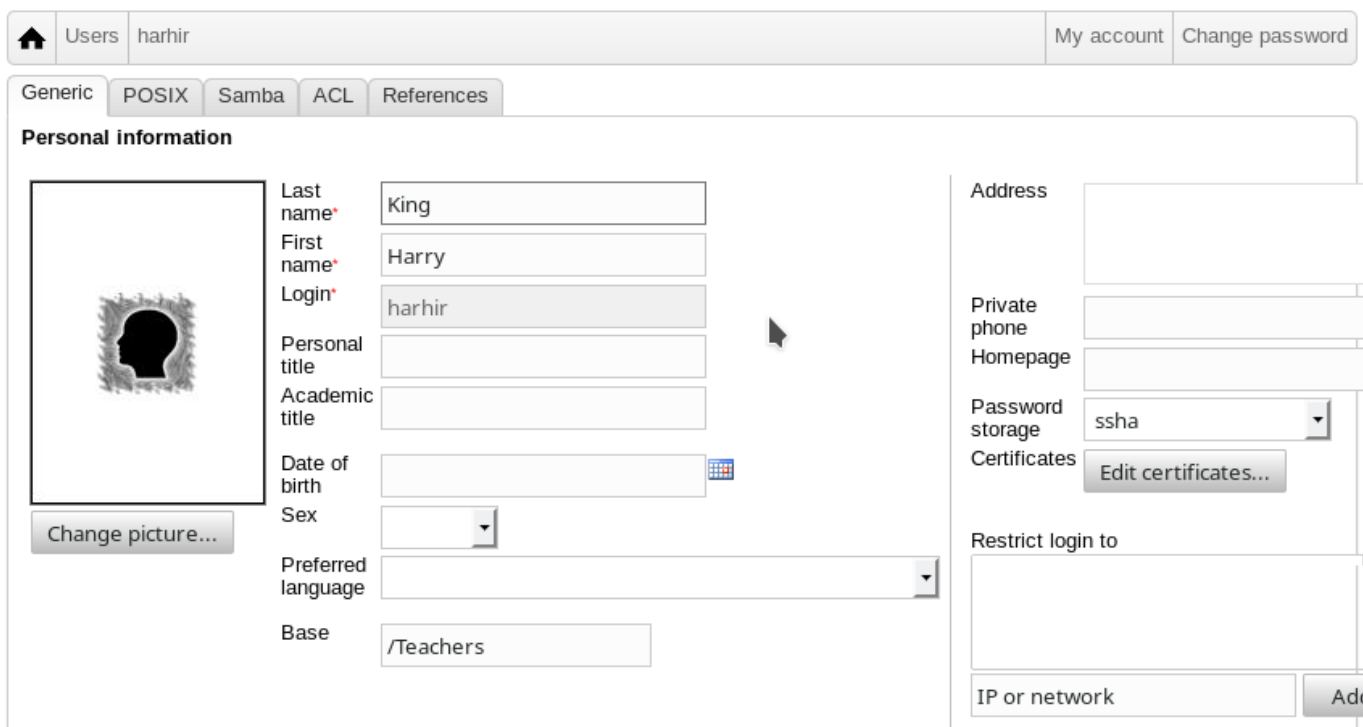 Users harhir My account Change password
Generic POSIX Samba ACL References
Personal information
Last name* King
First name* Harry
Login* harhir
Personal title
Academic title
Date of birth
Sex
Preferred language
Base /Teachers
Change picture...
Address
Private phone
Homepage
Password storage ssha
Certificates Edit certificates...
Restrict login to
IP or network